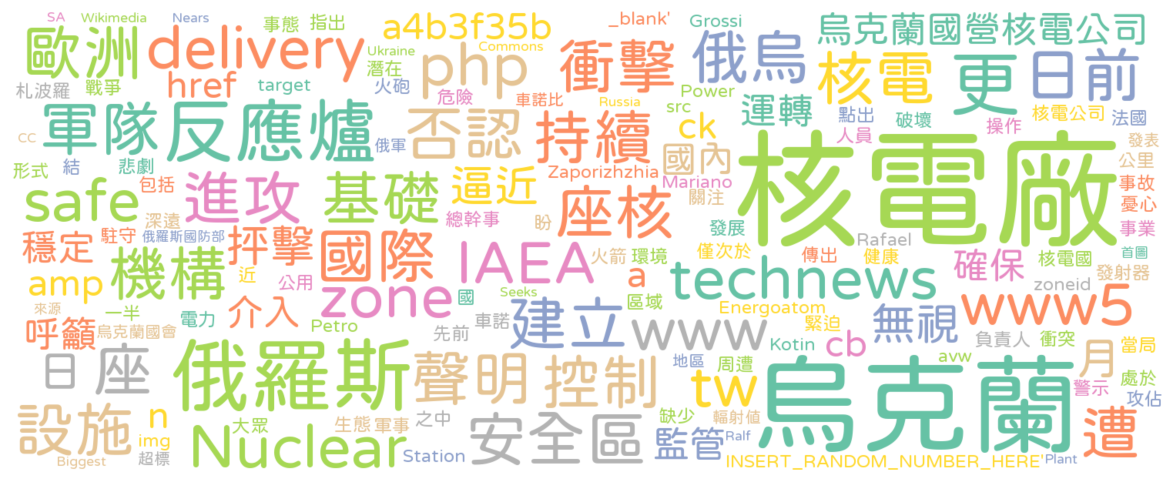 歐洲
delivery
a4b3f35b
_blank'
Grossi
烏克蘭國營核電公司
SA
Wikimedia
Nears
事態
指出
Ukraine
Commons
潛在
札波羅
戰爭
href
target
火砲
php
危險
衝擊
俄烏
核電
更
日前
軍隊
反應爐
否認
持續
車諾比
Russia
Power
src
ck
運轉
點出
人員
破壞
操作
核電公司
法國
發表
公里
cc
俄軍
形式
結
悲劇
包括
safe
進攻
基礎
逼近
Zaporizhzhia
國內
Mariano
關注
核電廠
事故
憂心
事業
深遠
駐守
俄羅斯國防部
總幹事
盼
座核
發展
穩定
抨擊
國際
IAEA
火箭
環境
僅次於
傳出
Rafael
健康
確保
核電國
首圖
發射器
zoneid
機構
近
公用
amp
介入
zone
國
Seeks
a
區域
technews
www5
來源
一半
呼籲
烏克蘭國會
電力
Petro
先前
車諾
建立
www
Energoatom
緊迫
無視
負責人
衝突
當局
日
座
俄羅斯
聲明
控制
地區
周遭
Kotin
cb
avw
月
警示
處於
攻佔
tw
烏克蘭
遭
設施
n
img
超標
Biggest
Nuclear
大眾
生態
軍事
之中
Station
安全區
監管
缺少
輻射值
Ralf
INSERT_RANDOM_NUMBER_HERE'
Plant